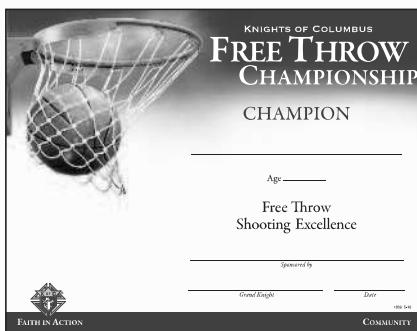 KNIGHTS OF COLUMBUS
FREE THROW
CHAMPIONSHIP
CHAMPION
Age
Free Throw
Shooting Excellence
Sponsored by
Grand Knight Date
FAITH IN ACTION COMMUNITY